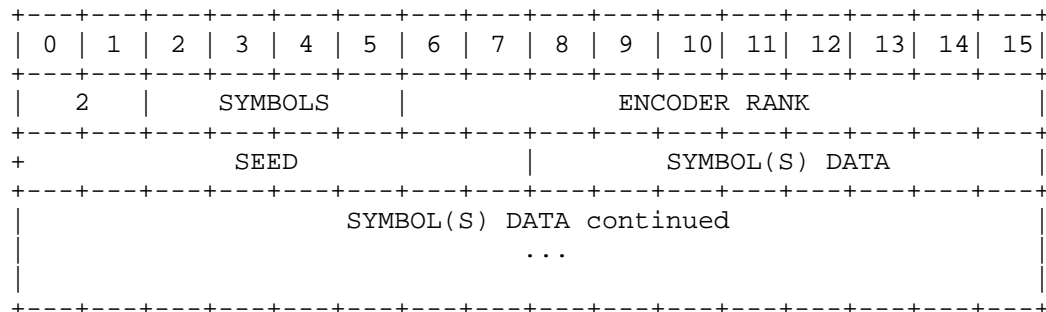 +---+---+---+---+---+---+---+---+---+---+---+---+---+---+---+---+
| 0 | 1 | 2 | 3 | 4 | 5 | 6 | 7 | 8 | 9 | 10| 11| 12| 13| 14| 15|
+---+---+---+---+---+---+---+---+---+---+---+---+---+---+---+---+
|   2   |    SYMBOLS    |             ENCODER RANK              |
+---+---+---+---+---+---+---+---+---+---+---+---+---+---+---+---+
+             SEED              |        SYMBOL(S) DATA         |
+---+---+---+---+---+---+---+---+---+---+---+---+---+---+---+---+
|                    SYMBOL(S) DATA continued                   |
|                               ...                             |
|                                                               |
+---+---+---+---+---+---+---+---+---+---+---+---+---+---+---+---+